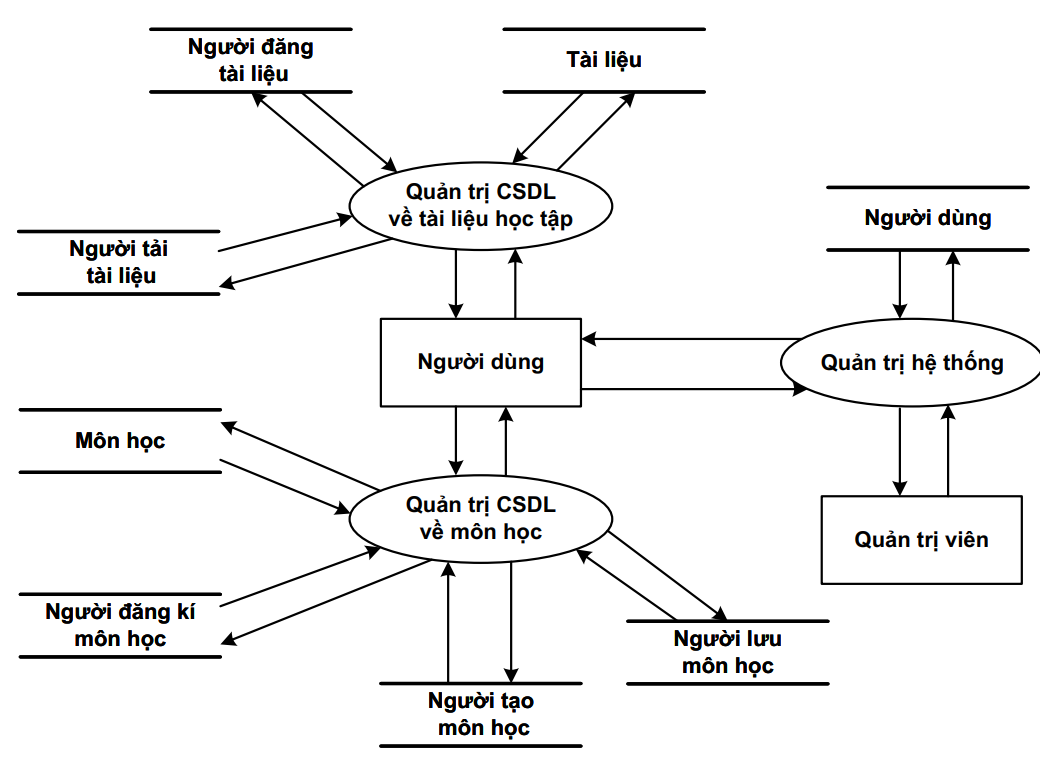 Người đăng
tài liệu
Tài liệu
Quản trị CSDL
về tài liệu học tập
Người dùng
Người tải
tài liệu
Người dùng
Quản trị hệ thống
Môn học
Quản trị CSDL
về môn học
Quản trị viên
Người đăng kí
môn học
Người lưu
môn học
Người tạo
môn học